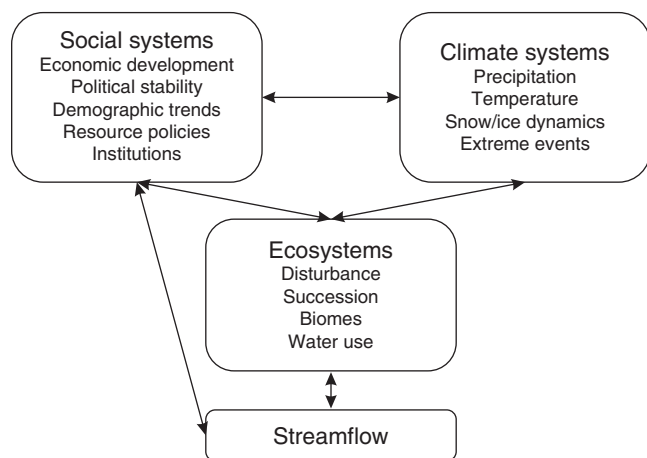 Social systems
Economic development
Political stability
Demographic trends
Resource policies
Institutions
Climate systems
Precipitation
Temperature
Snow/ice dynamics
Extreme events
Ecosystems
Disturbance
Succession
Biomes
Water use
Streamflow